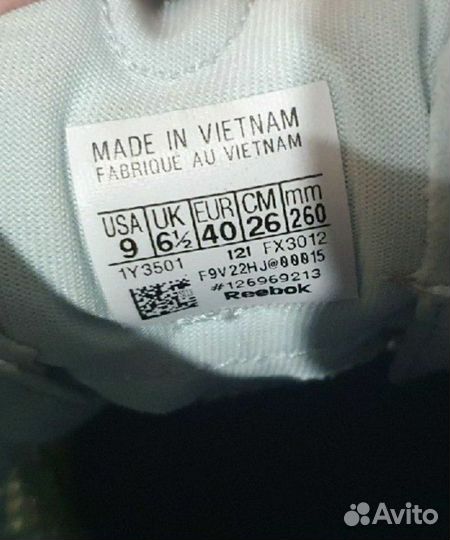 MADE IN VIETNAM
FABRIQUÉ AU VIETNAM
USA UK EUR CM mm
9 6½ 40 26 260
1Y3501 121 FX3012
F9V22HJ@00015
#126969213
Reebok
Avito